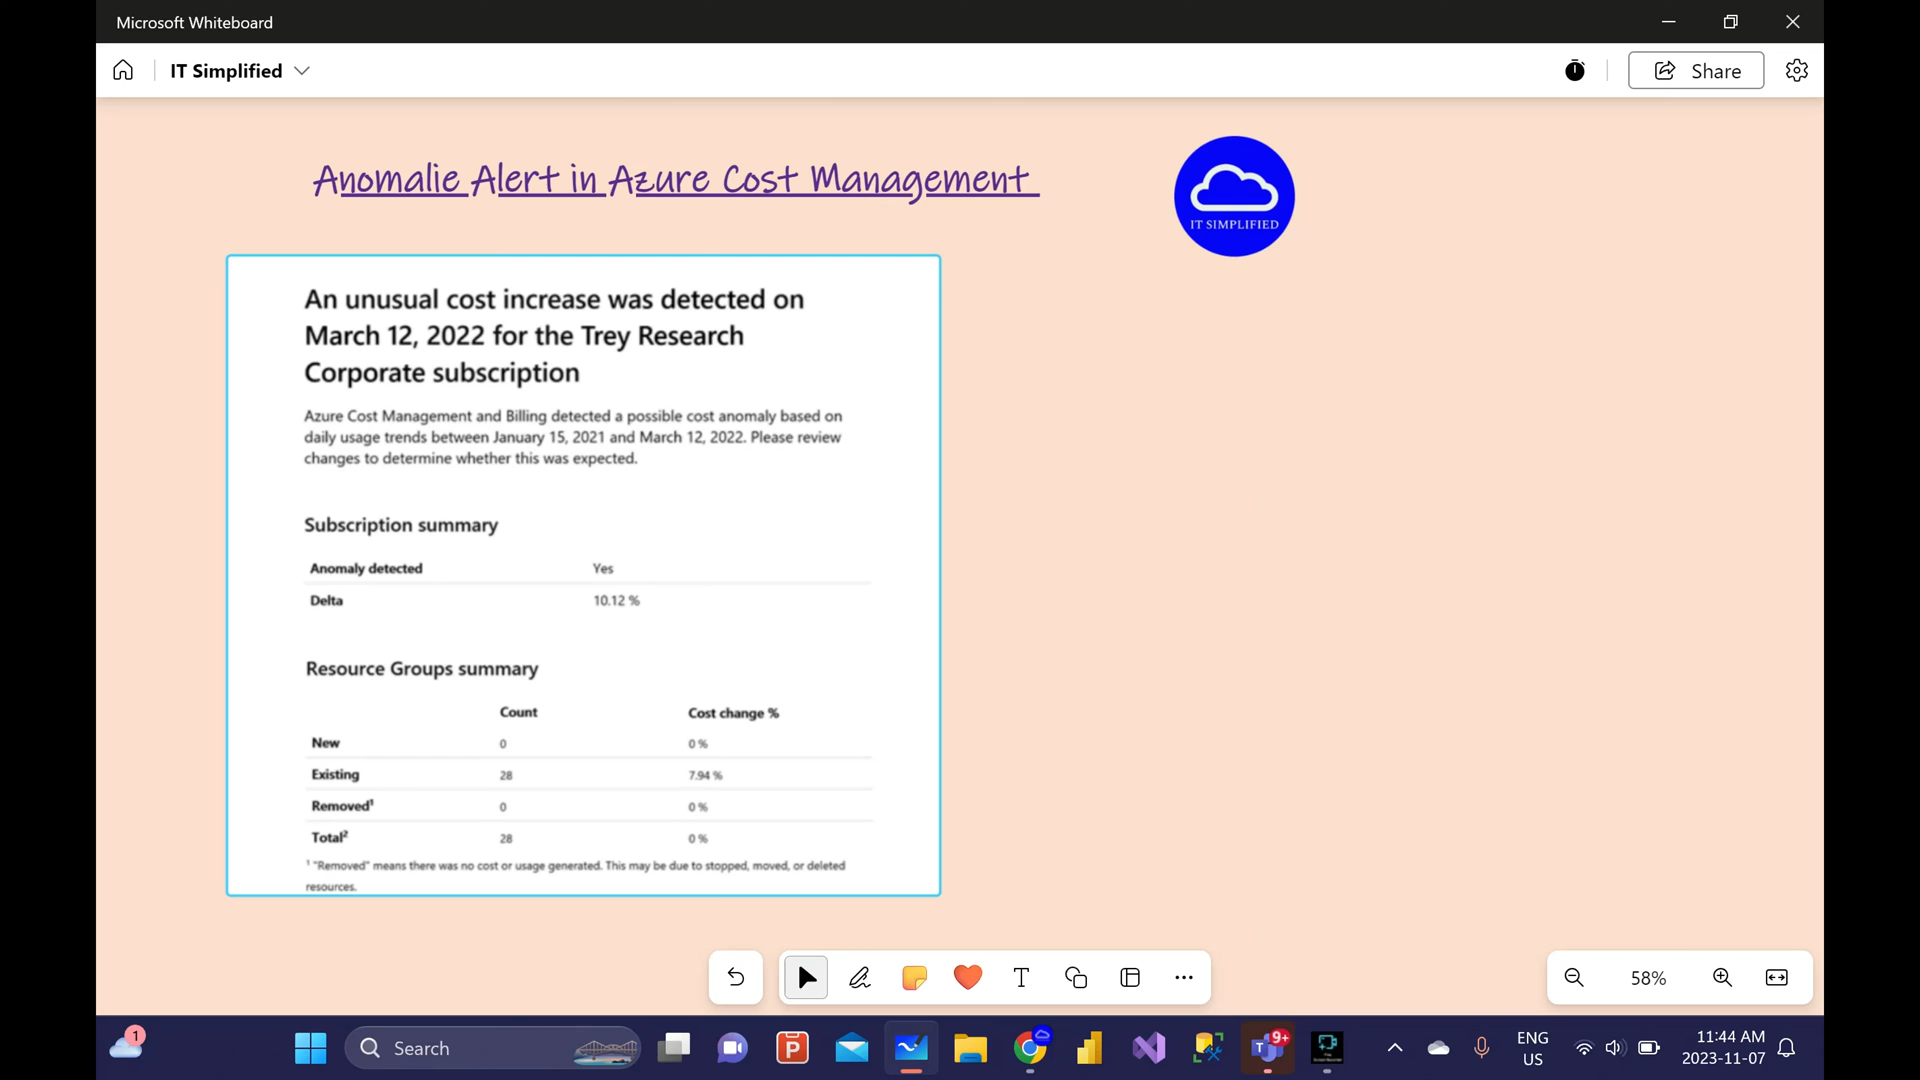 Microsoft Whiteboard
IT Simplified
Share
Anomalie Alert in Azure Cost Management
IT SIMPLIFIED
An unusual cost increase was detected on
March 12, 2022 for the Trey Research
Corporate subscription
Azure Cost Management and Billing detected a possible cost anomaly based on
daily usage trends between January 15, 2021 and March 12, 2022. Please review
changes to determine whether this was expected.
Subscription summary
Anomaly detected Yes
Delta 10.12 %
Resource Groups summary
Count Cost change %
New 0 0 %
Existing 28 7.94 %
Removed¹ 0 0 %
Total² 28 0 %
¹ "Removed" means there was no cost or usage generated. This may be due to stopped, moved, or deleted
resources.
58%
1
Search
9+
ENG
US
11:44 AM
2023-11-07